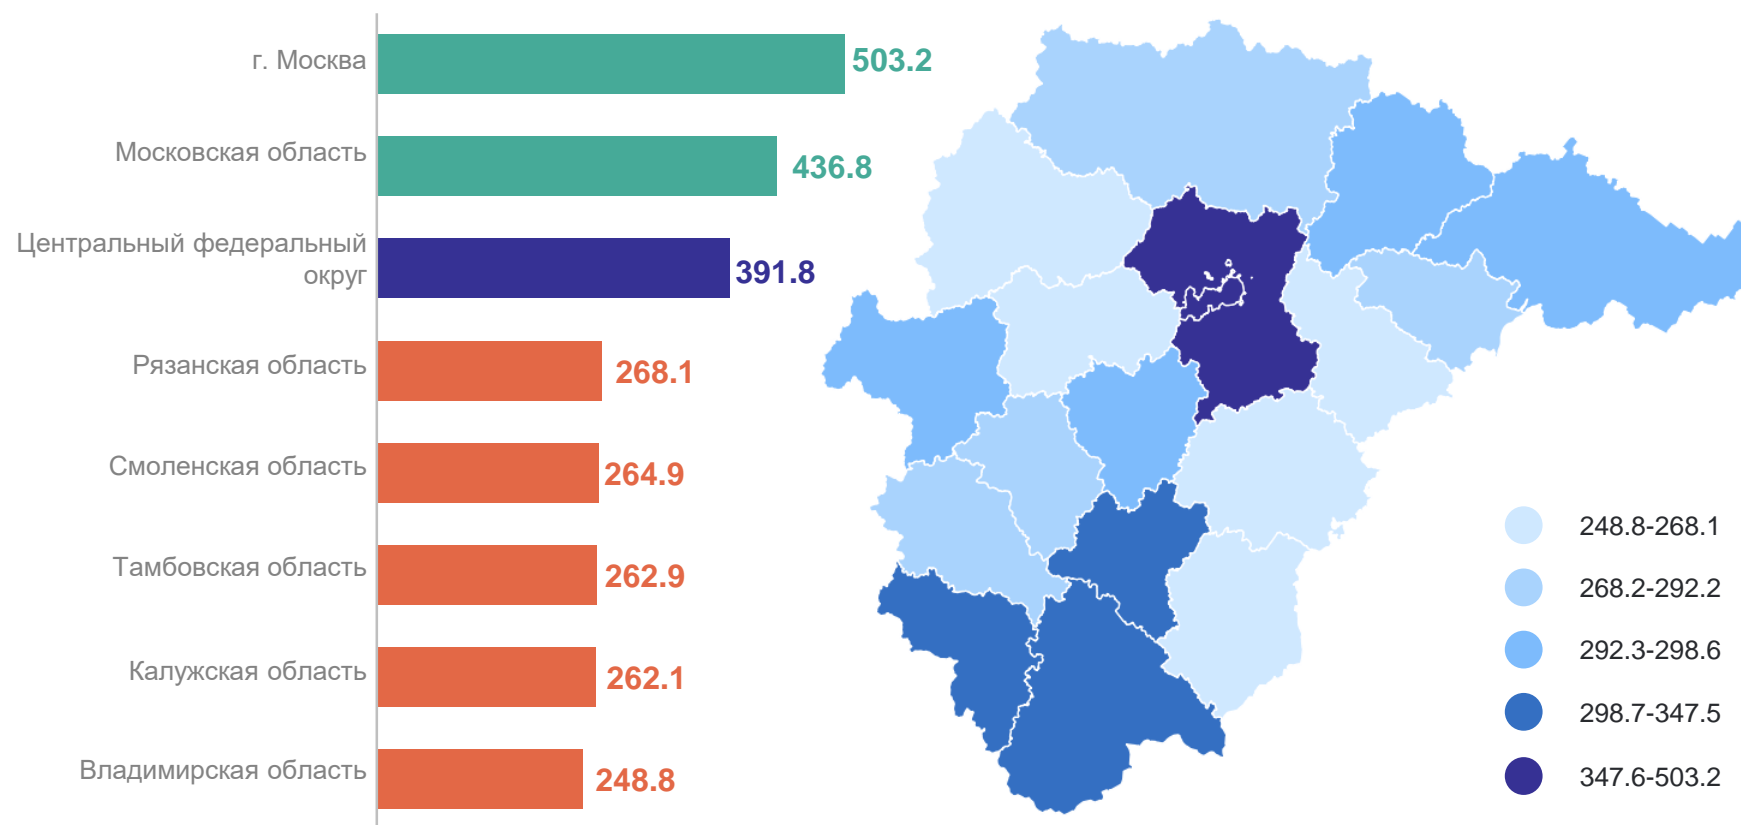 г. Москва
503.2
Московская область
436.8
Центральный федеральный
округ
391.8
Рязанская область
268.1
Смоленская область
264.9
Тамбовская область
262.9
Калужская область
262.1
Владимирская область
248.8
248.8-268.1
268.2-292.2
292.3-298.6
298.7-347.5
347.6-503.2